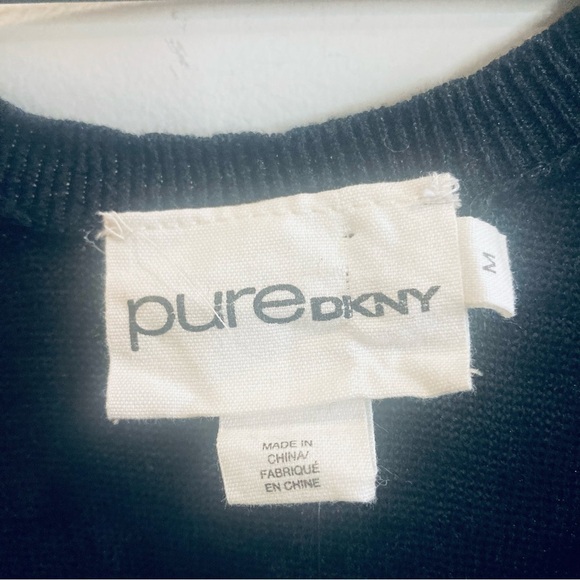 pureDKNY
M
MADE IN
CHINA/
FABRIQUÉ
EN CHINE